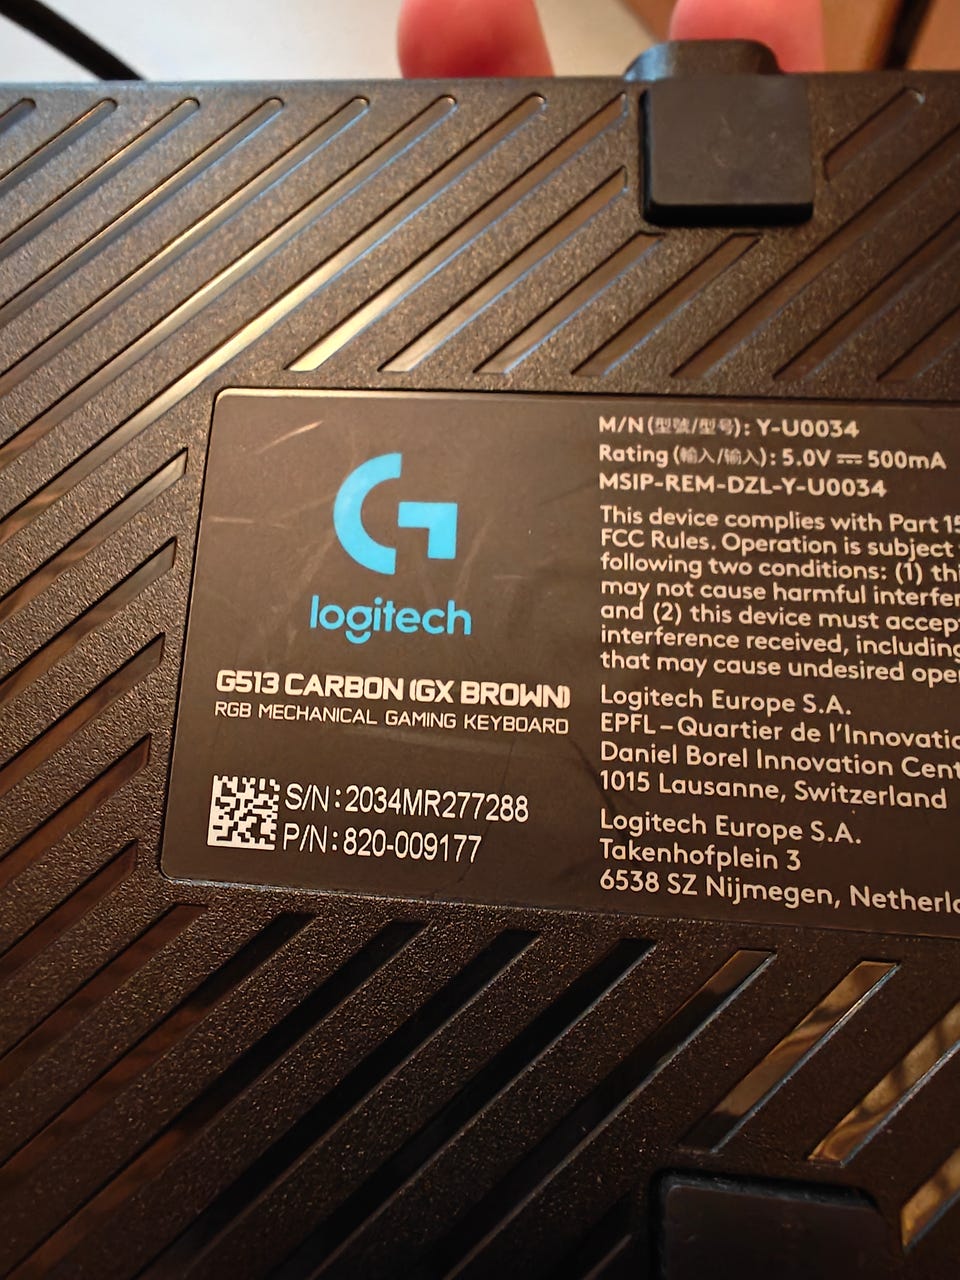 logitech
G513 CARBON (GX BROWN)
RGB MECHANICAL GAMING KEYBOARD
S/N: 2034MR277288
P/N: 820-009177
M/N (型號/型号): Y-U0034
Rating (輸入/输入): 5.0V ⎓ 500mA
MSIP-REM-DZL-Y-U0034
This device complies with Part 15
FCC Rules. Operation is subject
following two conditions: (1) thi
may not cause harmful interfer
and (2) this device must accept
interference received, including
that may cause undesired ope
Logitech Europe S.A.
EPFL – Quartier de l'Innovatio
Daniel Borel Innovation Cent
1015 Lausanne, Switzerland
Logitech Europe S.A.
Takenhofplein 3
6538 SZ Nijmegen, Netherla